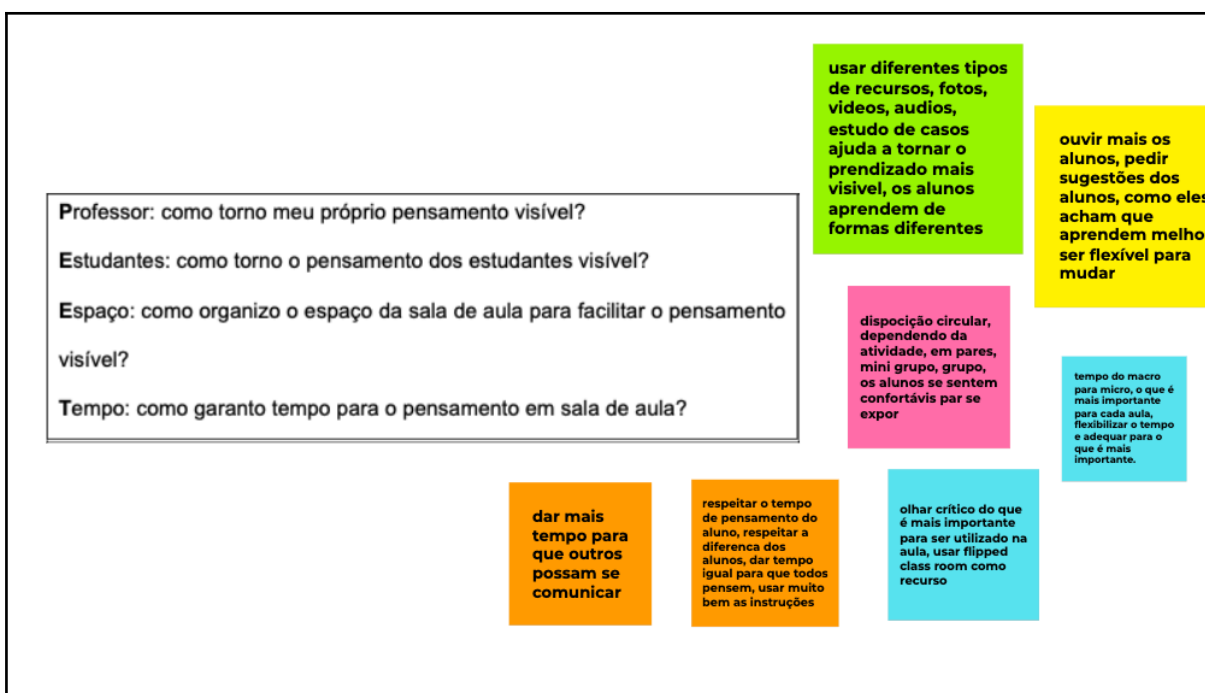 Professor: como torno meu próprio pensamento visível?
Estudantes: como torno o pensamento dos estudantes visível?
Espaço: como organizo o espaço da sala de aula para facilitar o pensamento
visível?
Tempo: como garanto tempo para o pensamento em sala de aula?
usar diferentes tipos
de recursos, fotos,
videos, audios,
estudo de casos
ajuda a tornar o
prendizado mais
visivel, os alunos
aprendem de
formas diferentes
ouvir mais os
alunos, pedir
sugestões dos
alunos, como eles
acham que
aprendem melho
ser flexível para
mudar
dispocição circular,
dependendo da
atividade, em pares,
mini grupo, grupo,
os alunos se sentem
confortávis par se
expor
tempo do macro
para micro, o que é
mais importante
para cada aula,
flexibilizar o tempo
e adequar para o
que é mais
importante.
dar mais
tempo para
que outros
possam se
comunicar
respeitar o tempo
de pensamento do
aluno, respeitar a
diferenca dos
alunos, dar tempo
igual para que todos
pensem, usar muito
bem as instruções
olhar crítico do que
é mais importante
para ser utilizado na
aula, usar flipped
class room como
recurso